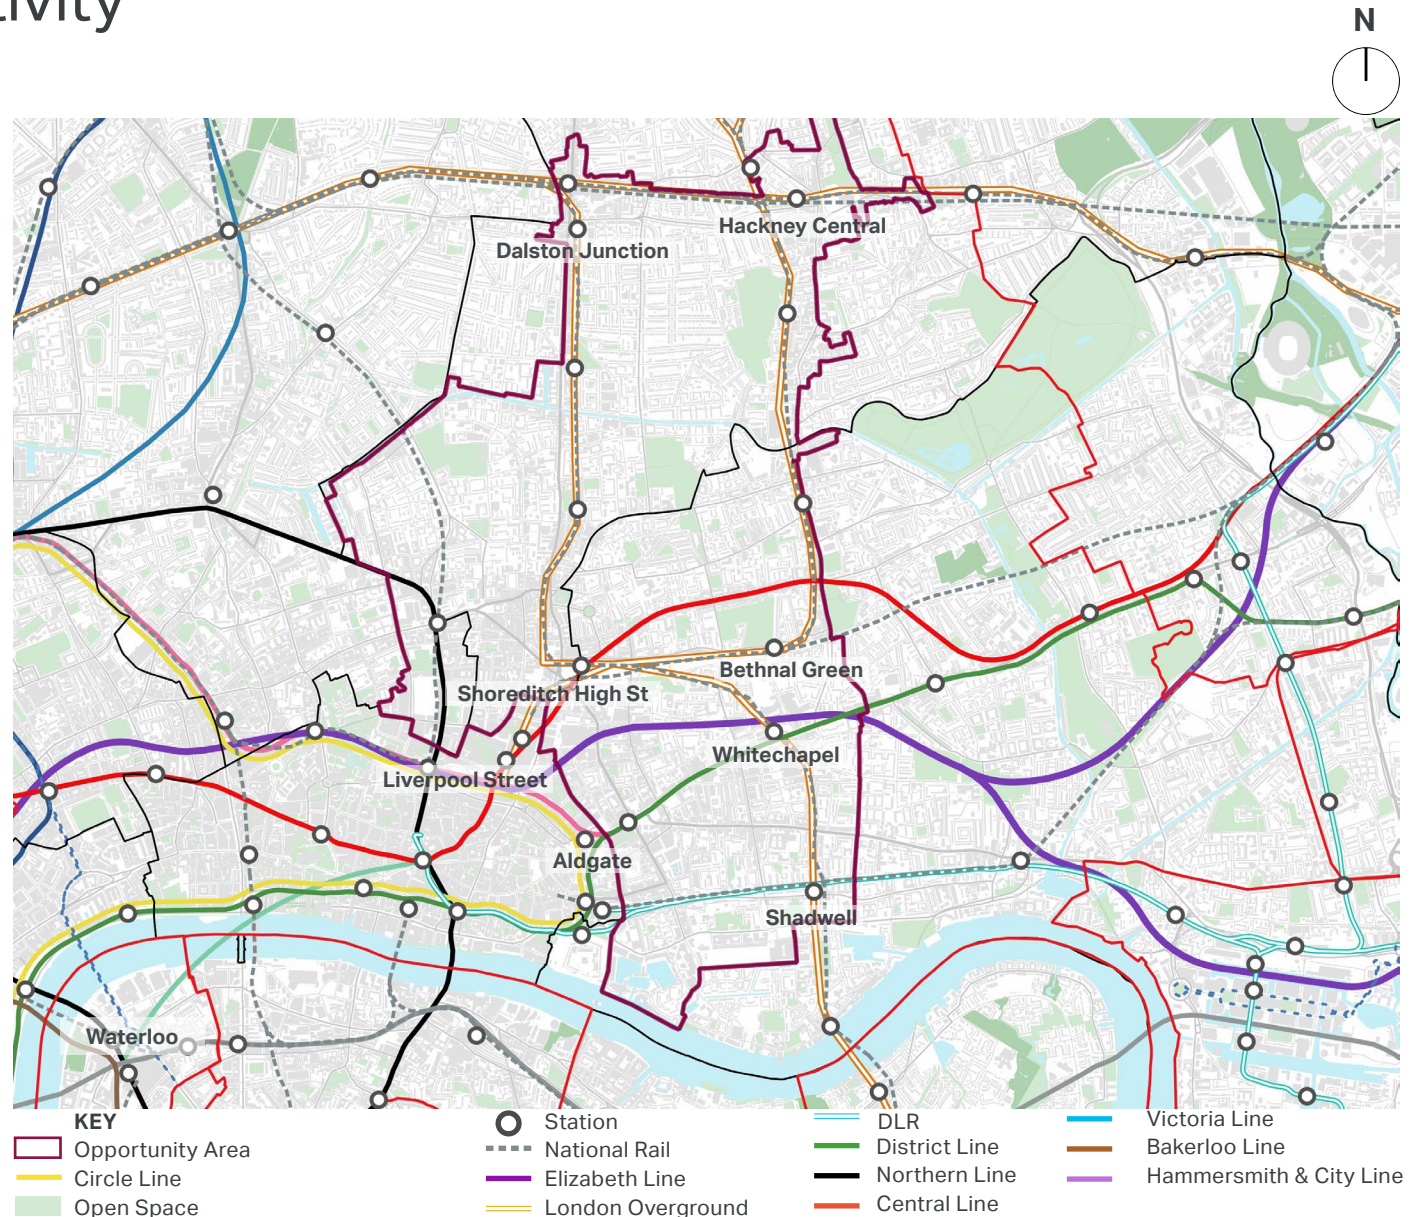 tivity
N
Hackney Central
Dalston Junction
Bethnal Green
Shoreditch High St
Whitechapel
Liverpool Street
Aldgate
Shadwell
Waterloo
KEY
Opportunity Area
Circle Line
Open Space
Station
National Rail
Elizabeth Line
London Overground
DLR
District Line
Northern Line
Central Line
Victoria Line
Bakerloo Line
Hammersmith & City Line